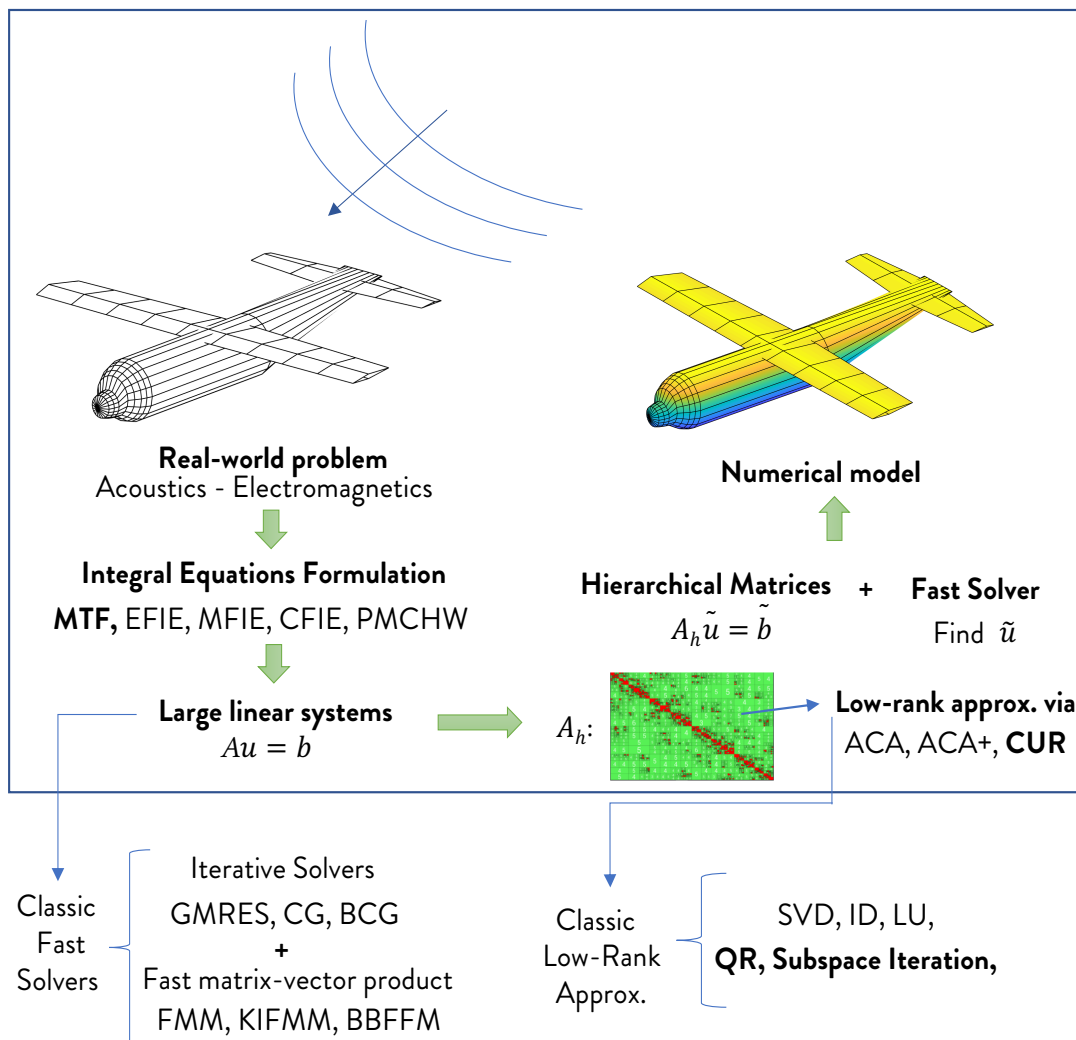 Real-world problem
Acoustics - Electromagnetics
Integral Equations Formulation
MTF, EFIE, MFIE, CFIE, PMCHW
Large linear systems
Au = b
Numerical model
Hierarchical Matrices + Fast Solver
A_h ũ = b̃ Find ũ
A_h:
Low-rank approx. via
ACA, ACA+, CUR
Classic
Fast
Solvers
Iterative Solvers
GMRES, CG, BCG
+
Fast matrix-vector product
FMM, KIFMM, BBFFM
Classic
Low-Rank
Approx.
SVD, ID, LU,
QR, Subspace Iteration,